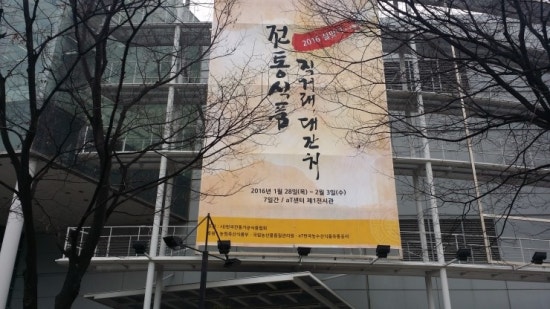 2016 설맞이
전통식품
직거래 대잔치
2016년 1월 28일(목) ~ 2월 3일(수)
7일간 / aT센터 제1전시관